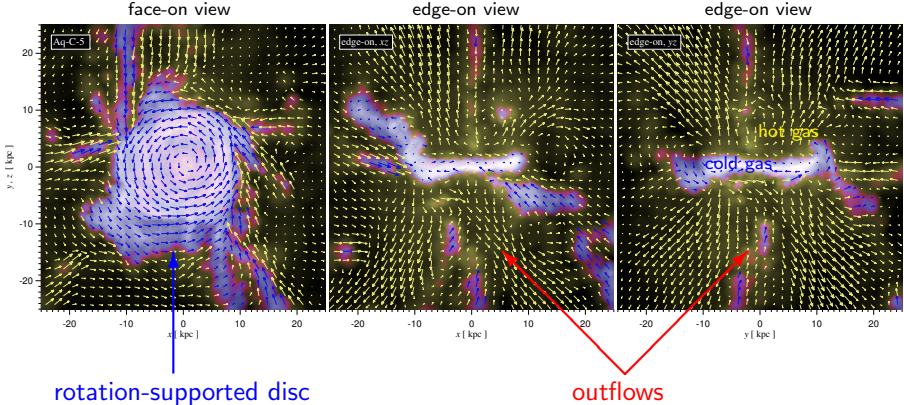 face-on view
edge-on view
edge-on view
Aq-C-5
edge-on, xz
edge-on, yz
hot gas
cold gas
y, z [ kpc ]
20
10
0
-10
-20
-20
-10
0
10
20
-20
-10
0
10
20
-20
-10
0
10
20
x [ kpc ]
x [ kpc ]
y [ kpc ]
rotation-supported disc
outflows